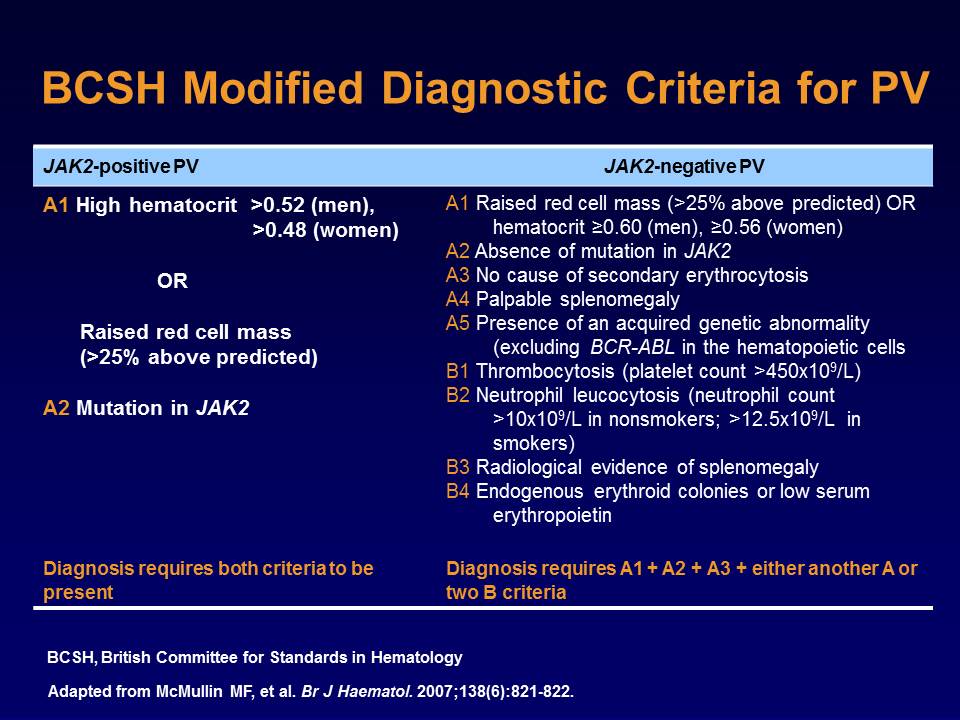 BCSH Modified Diagnostic Criteria for PV
JAK2-positive PV
A1 High hematocrit >0.52 (men),
>0.48 (women)
OR
Raised red cell mass
(>25% above predicted)
A2 Mutation in JAK2
Diagnosis requires both criteria to be
present
JAK2-negative PV
A1 Raised red cell mass (>25% above predicted) OR
hematocrit ≥0.60 (men), ≥0.56 (women)
A2 Absence of mutation in JAK2
A3 No cause of secondary erythrocytosis
A4 Palpable splenomegaly
A5 Presence of an acquired genetic abnormality
(excluding BCR-ABL in the hematopoietic cells
B1 Thrombocytosis (platelet count >450x10⁹/L)
B2 Neutrophil leucocytosis (neutrophil count
>10x10⁹/L in nonsmokers; >12.5x10⁹/L in
smokers)
B3 Radiological evidence of splenomegaly
B4 Endogenous erythroid colonies or low serum
erythropoietin
Diagnosis requires A1 + A2 + A3 + either another A or
two B criteria
BCSH, British Committee for Standards in Hematology
Adapted from McMullin MF, et al. Br J Haematol. 2007;138(6):821-822.